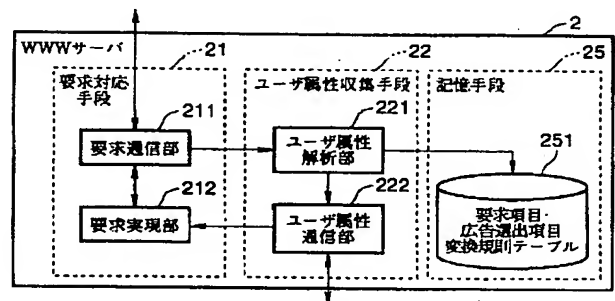 2
WWWサーバ
21
22
25
要求対応
手段
ユーザ属性収集手段
記憶手段
211
要求通信部
221
ユーザ属性
解析部
251
212
要求実現部
222
ユーザ属性
通信部
要求項目・
広告選出項目
変換規則テーブル